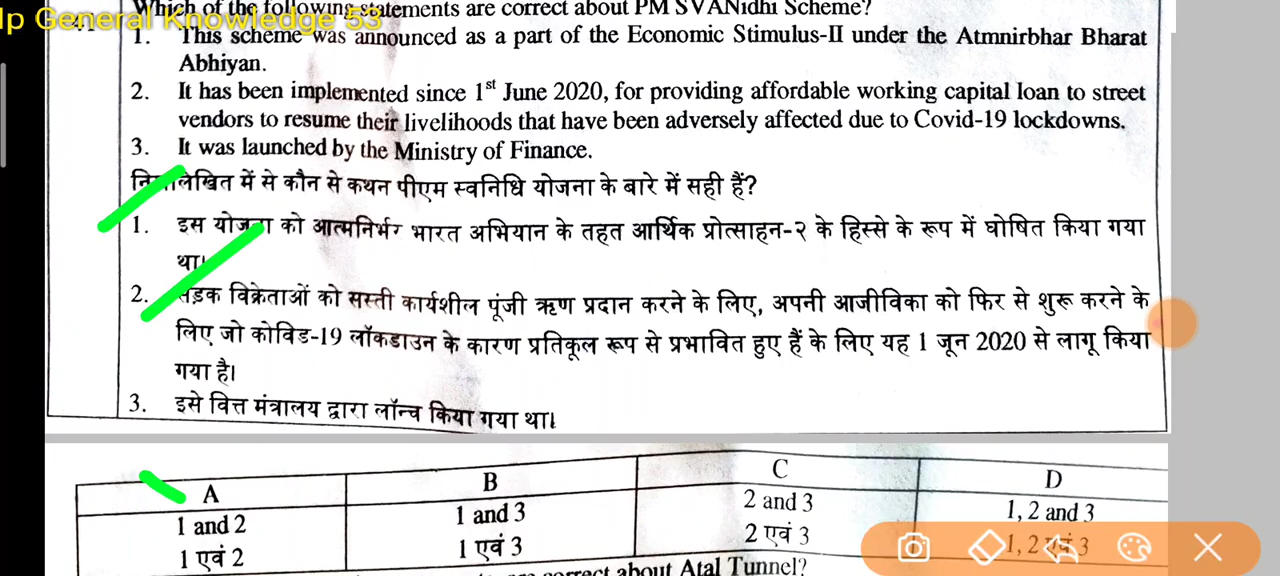 Which of the following statements are correct about PM SVANidhi Scheme?
lp General Knowledge 53
1. This scheme was announced as a part of the Economic Stimulus-II under the Atmnirbhar Bharat
Abhiyan.
2. It has been implemented since 1st June 2020, for providing affordable working capital loan to street
vendors to resume their livelihoods that have been adversely affected due to Covid-19 lockdowns.
3. It was launched by the Ministry of Finance.
निम्नलिखित में से कौन से कथन पीएम स्वनिधि योजना के बारे में सही हैं?
1. इस योजना को आत्मनिर्भर भारत अभियान के तहत आर्थिक प्रोत्साहन-२ के हिस्से के रूप में घोषित किया गया
था।
2. सड़क विक्रेताओं को सस्ती कार्यशील पूंजी ऋण प्रदान करने के लिए, अपनी आजीविका को फिर से शुरू करने के
लिए जो कोविड-19 लॉकडाउन के कारण प्रतिकूल रूप से प्रभावित हुए हैं के लिए यह 1 जून 2020 से लागू किया
गया है।
3. इसे वित्त मंत्रालय द्वारा लॉन्च किया गया था।
A B C D
1 and 2 1 and 3 2 and 3 1, 2 and 3
1 एवं 2 1 एवं 3 2 एवं 3 1, 2 एवं 3
correct about Atal Tunnel?